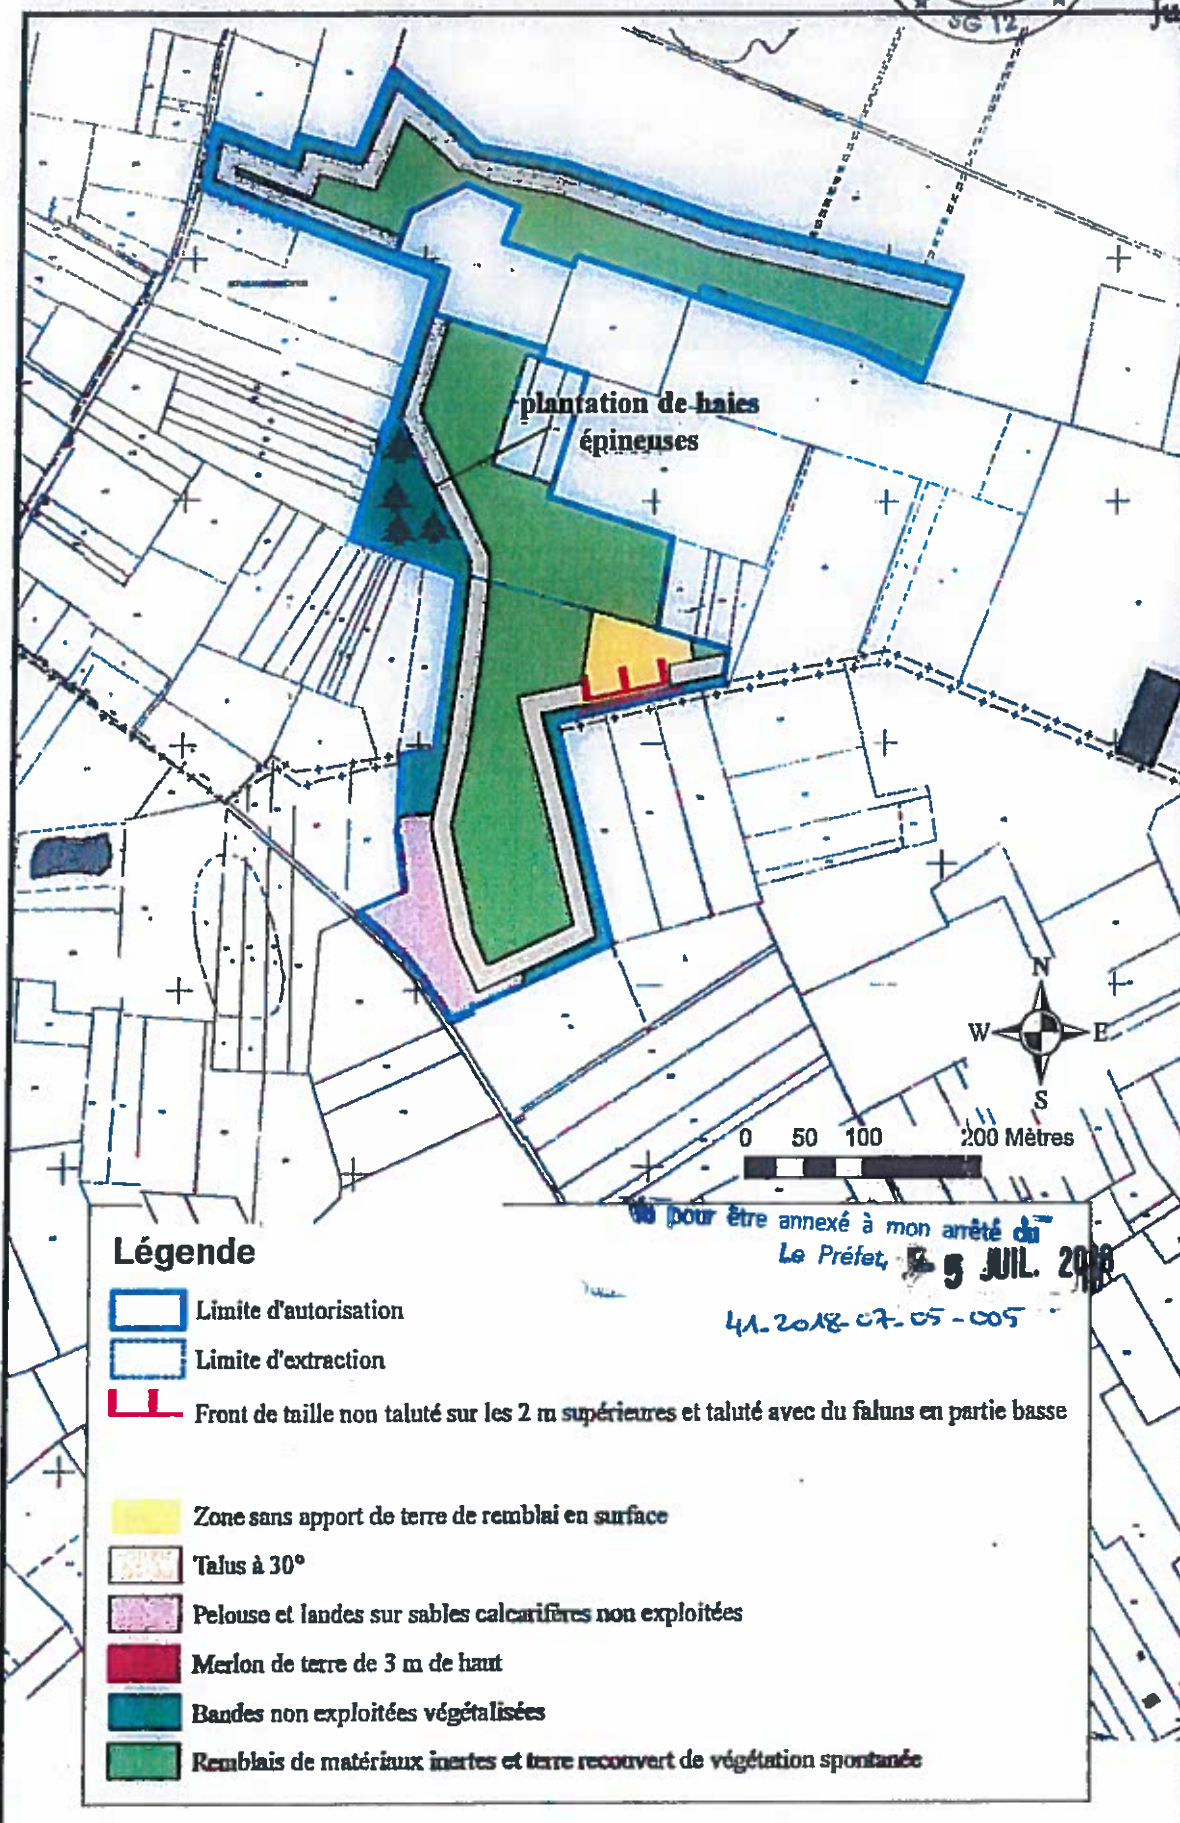 SG 12
plantation de haies
épineuses
N
W E
S
0 50 100 200 Mètres
pour être annexé à mon arrêté du
Le Préfet,
5 JUIL. 2018
41-2018-07-05-005
Légende
Limite d'autorisation
Limite d'extraction
Front de taille non taluté sur les 2 m supérieures et taluté avec du faluns en partie basse
Zone sans apport de terre de remblai en surface
Talus à 30°
Pelouse et landes sur sables calcarifères non exploitées
Merlon de terre de 3 m de haut
Bandes non exploitées végétalisées
Remblais de matériaux inertes et terre recouvert de végétation spontanée